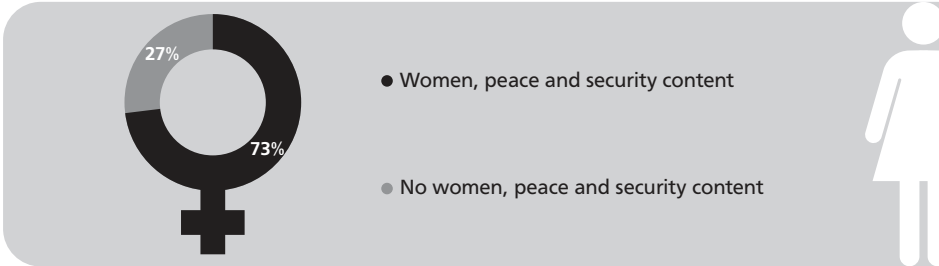 27%
73%
Women, peace and security content
No women, peace and security content